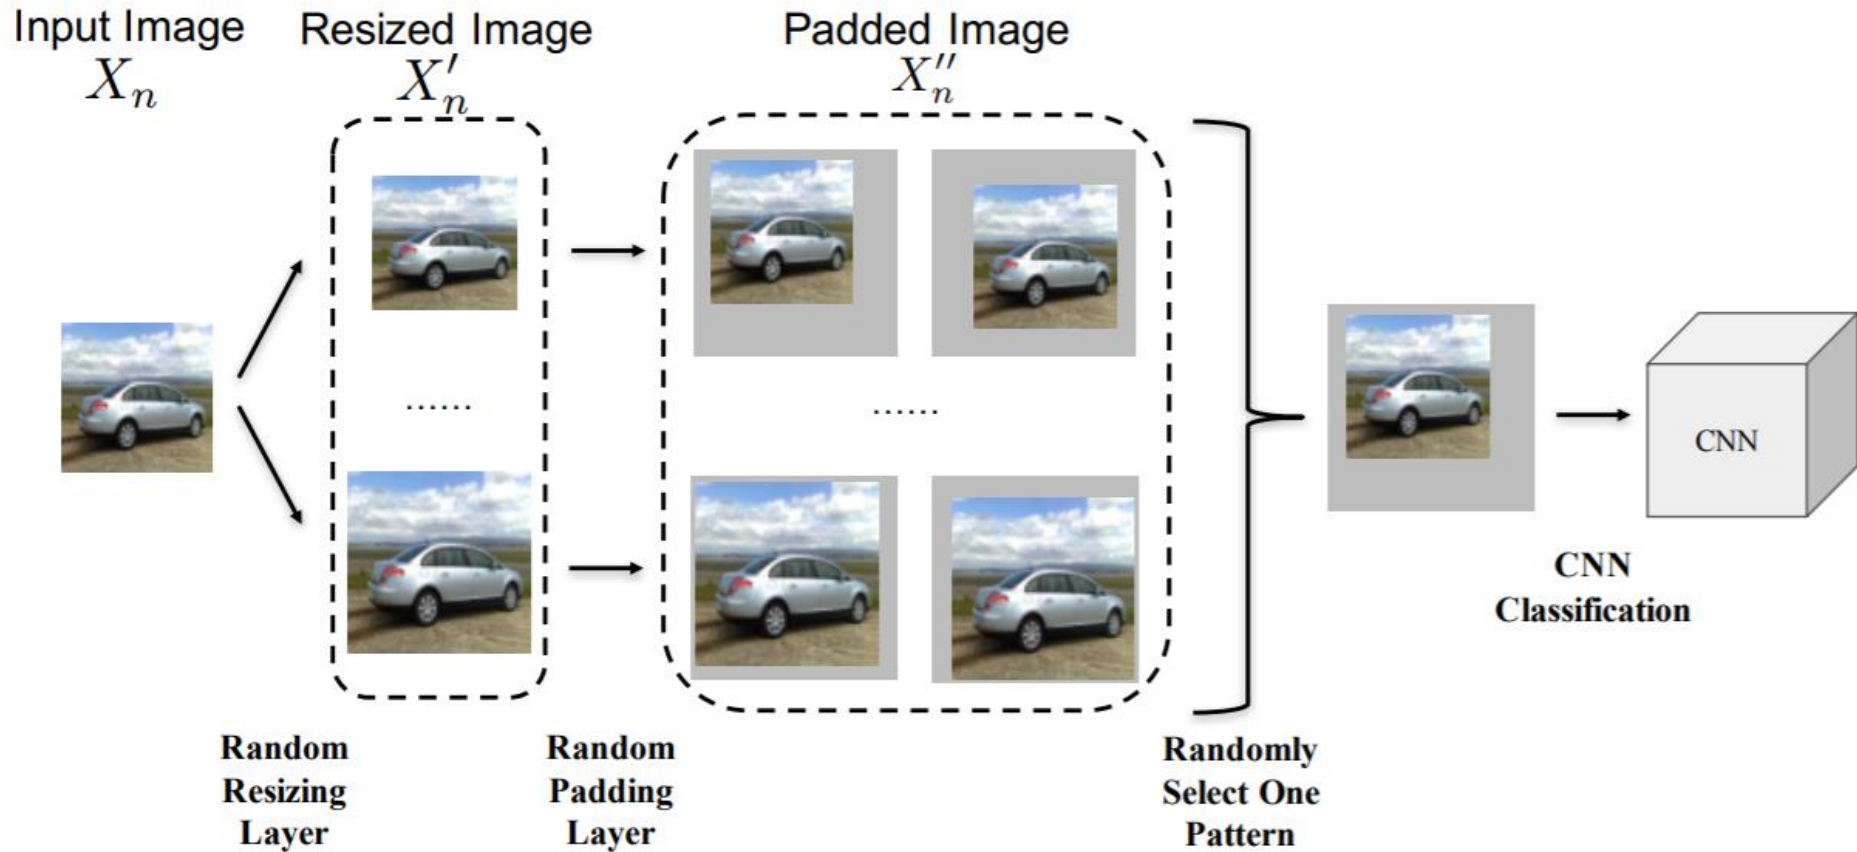 Input Image
Resized Image
Padded Image
$X_n$
$X'_n$
$X''_n$
......
......
CNN
CNN
Classification
Random
Resizing
Layer
Random
Padding
Layer
Randomly
Select One
Pattern